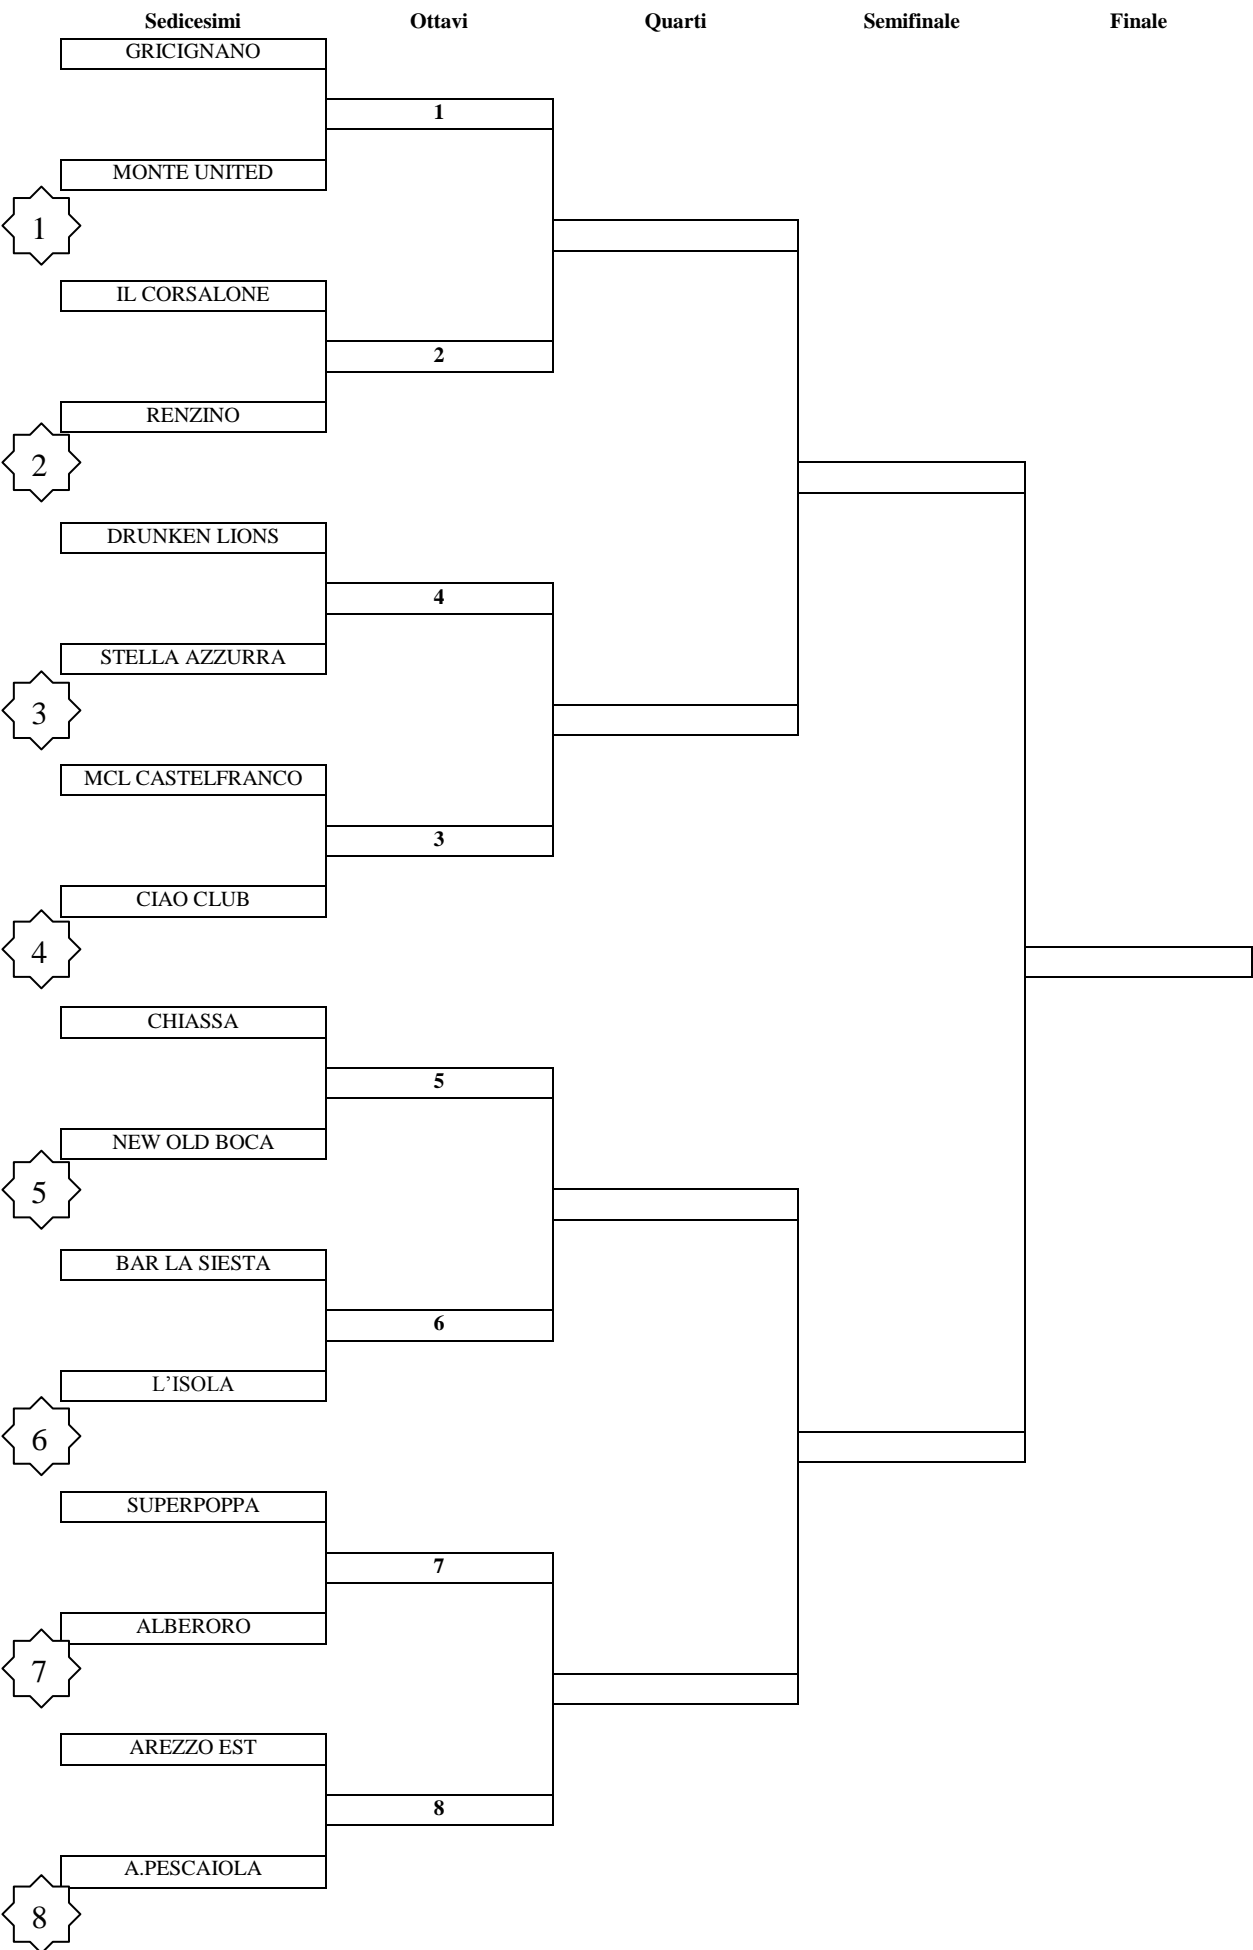 Sedicesimi Ottavi Quarti Semifinale Finale
GRICIGNANO
1
MONTE UNITED
1
IL CORSALONE
2
RENZINO
2
DRUNKEN LIONS
4
STELLA AZZURRA
3
MCL CASTELFRANCO
3
CIAO CLUB
4
CHIASSA
5
NEW OLD BOCA
5
BAR LA SIESTA
6
L'ISOLA
6
SUPERPOPPA
7
ALBERORO
7
AREZZO EST
8
A.PESCAIOLA
8